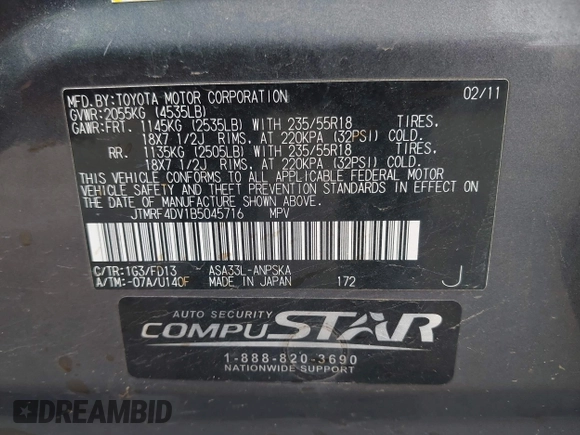 MFD.BY:TOYOTA MOTOR CORPORATION 02/11
GVWR:2055KG (4535LB)
GAWR:FRT. 1145KG (2535LB) WITH 235/55R18 TIRES.
18X7 1/2J RIMS. AT 220KPA (32PSI) COLD.
RR. 1135KG (2505LB) WITH 235/55R18 TIRES.
18X7 1/2J RIMS. AT 220KPA (32PSI) COLD.
THIS VEHICLE CONFORMS TO ALL APPLICABLE FEDERAL MOTOR
VEHICLE SAFETY AND THEFT PREVENTION STANDARDS IN EFFECT ON
THE DATE OF MANUFACTURE SHOWN ABOVE.
JTMRF4DV1B5045716 MPV
C/TR:1G3/FD13 ASA33L-ANPSKA
A/TM:-07A/U140F MADE IN JAPAN 172 J
AUTO SECURITY
COMPUSTAR
1-888-820-3690
NATIONWIDE SUPPORT
DREAMBID